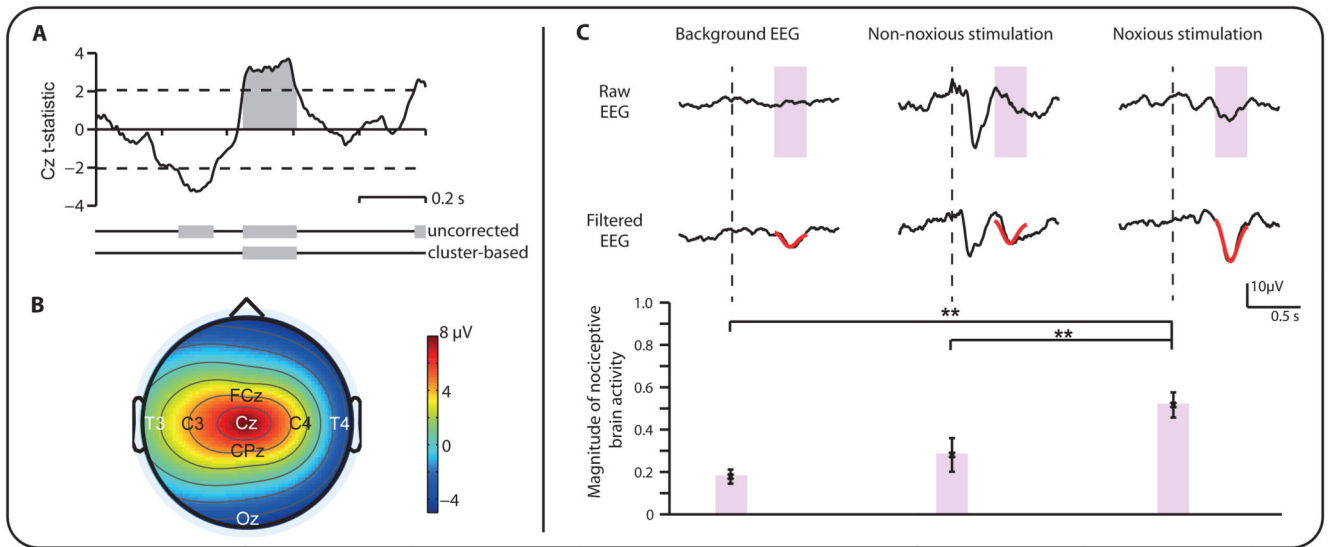 A
Cz t-statistic
4
2
0
−2
−4
0.2 s
uncorrected
cluster-based
B
8 µV
4
0
−4
FCz
T3 C3 Cz C4 T4
CPz
Oz
C
Background EEG Non-noxious stimulation Noxious stimulation
Raw
EEG
Filtered
EEG
10µV
0.5 s
Magnitude of nociceptive
brain activity
1.0
0.8
0.6
0.4
0.2
0
**
**